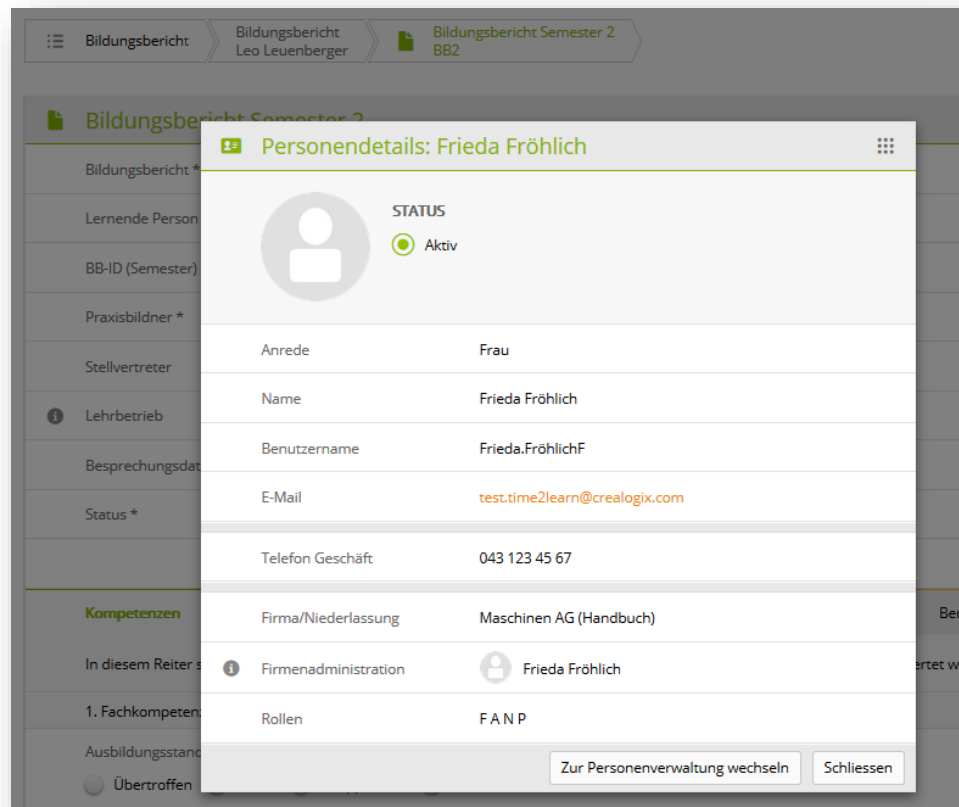 Bildungsbericht
Bildungsbericht
Leo Leuenberger
Bildungsbericht Semester 2
BB2
Bildungsbericht Semester 2
Personendetails: Frieda Fröhlich
Bildungsbericht *
STATUS
Lernende Person
Aktiv
BB-ID (Semester)
Praxisbildner *
Anrede Frau
Stellvertreter
Name Frieda Fröhlich
Lehrbetrieb
Benutzername Frieda.FröhlichF
Besprechungsdat
E-Mail test.time2learn@crealogix.com
Status *
Telefon Geschäft 043 123 45 67
Kompetenzen
Firma/Niederlassung Maschinen AG (Handbuch)
Ber
In diesem Reiter s
Firmenadministration Frieda Fröhlich
ertet w
1. Fachkompeten
Rollen F A N P
Ausbildungsstand
Zur Personenverwaltung wechseln Schliessen
Übertroffen